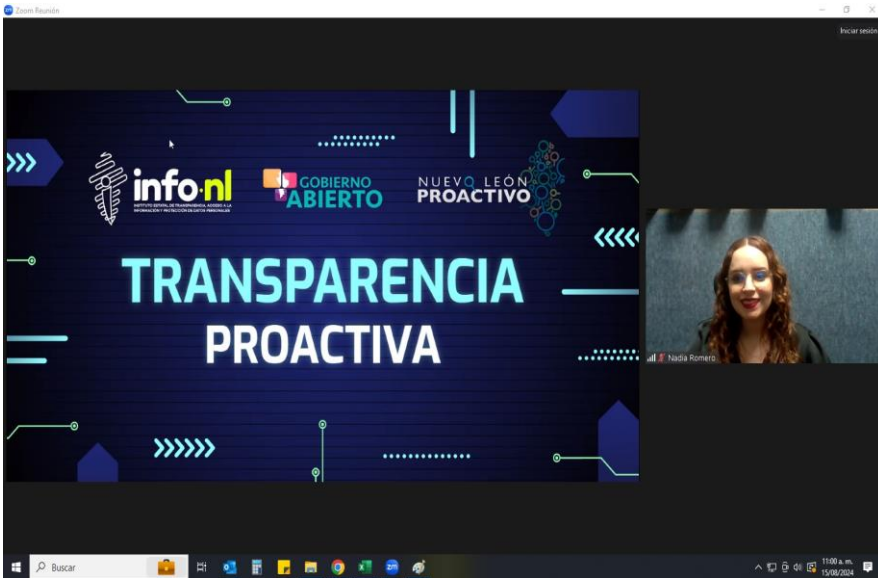 Zoom Reunión
Iniciar sesión
info·nl
INSTITUTO ESTATAL DE TRANSPARENCIA, ACCESO A LA
INFORMACIÓN Y PROTECCIÓN DE DATOS PERSONALES
GOBIERNO
ABIERTO
NUEVO LEÓN
PROACTIVO
TRANSPARENCIA
PROACTIVA
Nadia Romero
Buscar
zm
11:00 a. m.
15/08/2024